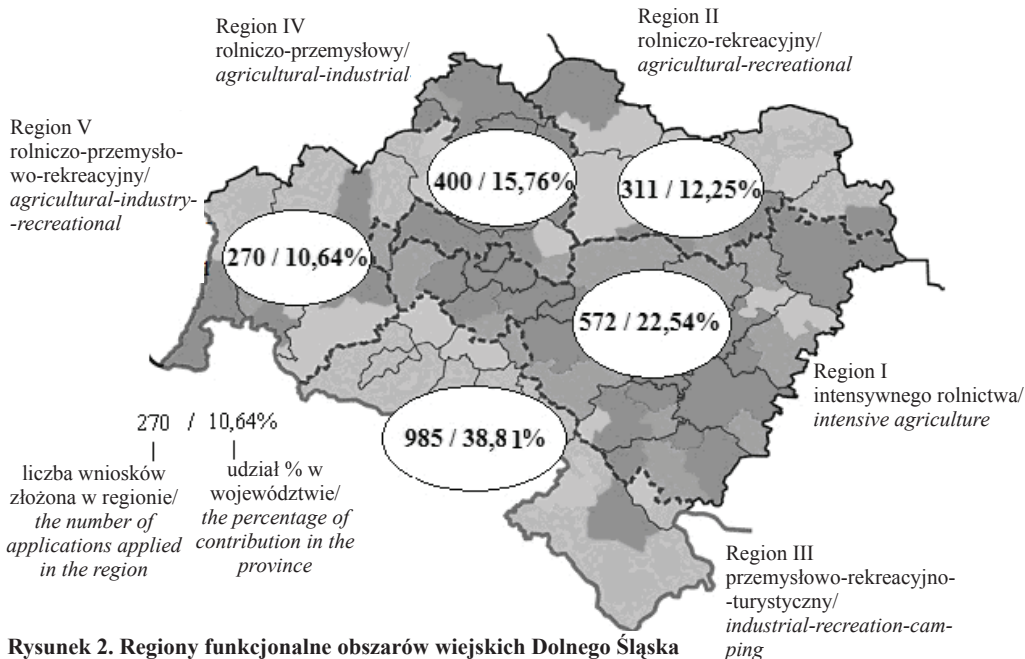 Region IV
rolniczo-przemysłowy/
agricultural-industrial
Region II
rolniczo-rekreacyjny/
agricultural-recreational
Region V
rolniczo-przemysło-
wo-rekreacyjny/
agricultural-industry-
-recreational
400 / 15,76%
311 / 12,25%
270 / 10,64%
572 / 22,54%
985 / 38,81%
Region I
intensywnego rolnictwa/
intensive agriculture
270 / 10,64%
liczba wniosków
złożona w regionie/
the number of
applications applied
in the region
udział % w
województwie/
the percentage of
contribution in the
province
Region III
przemysłowo-rekreacyjno-
-turystyczny/
industrial-recreation-cam-
ping
Rysunek 2. Regiony funkcjonalne obszarów wiejskich Dolnego Śląska